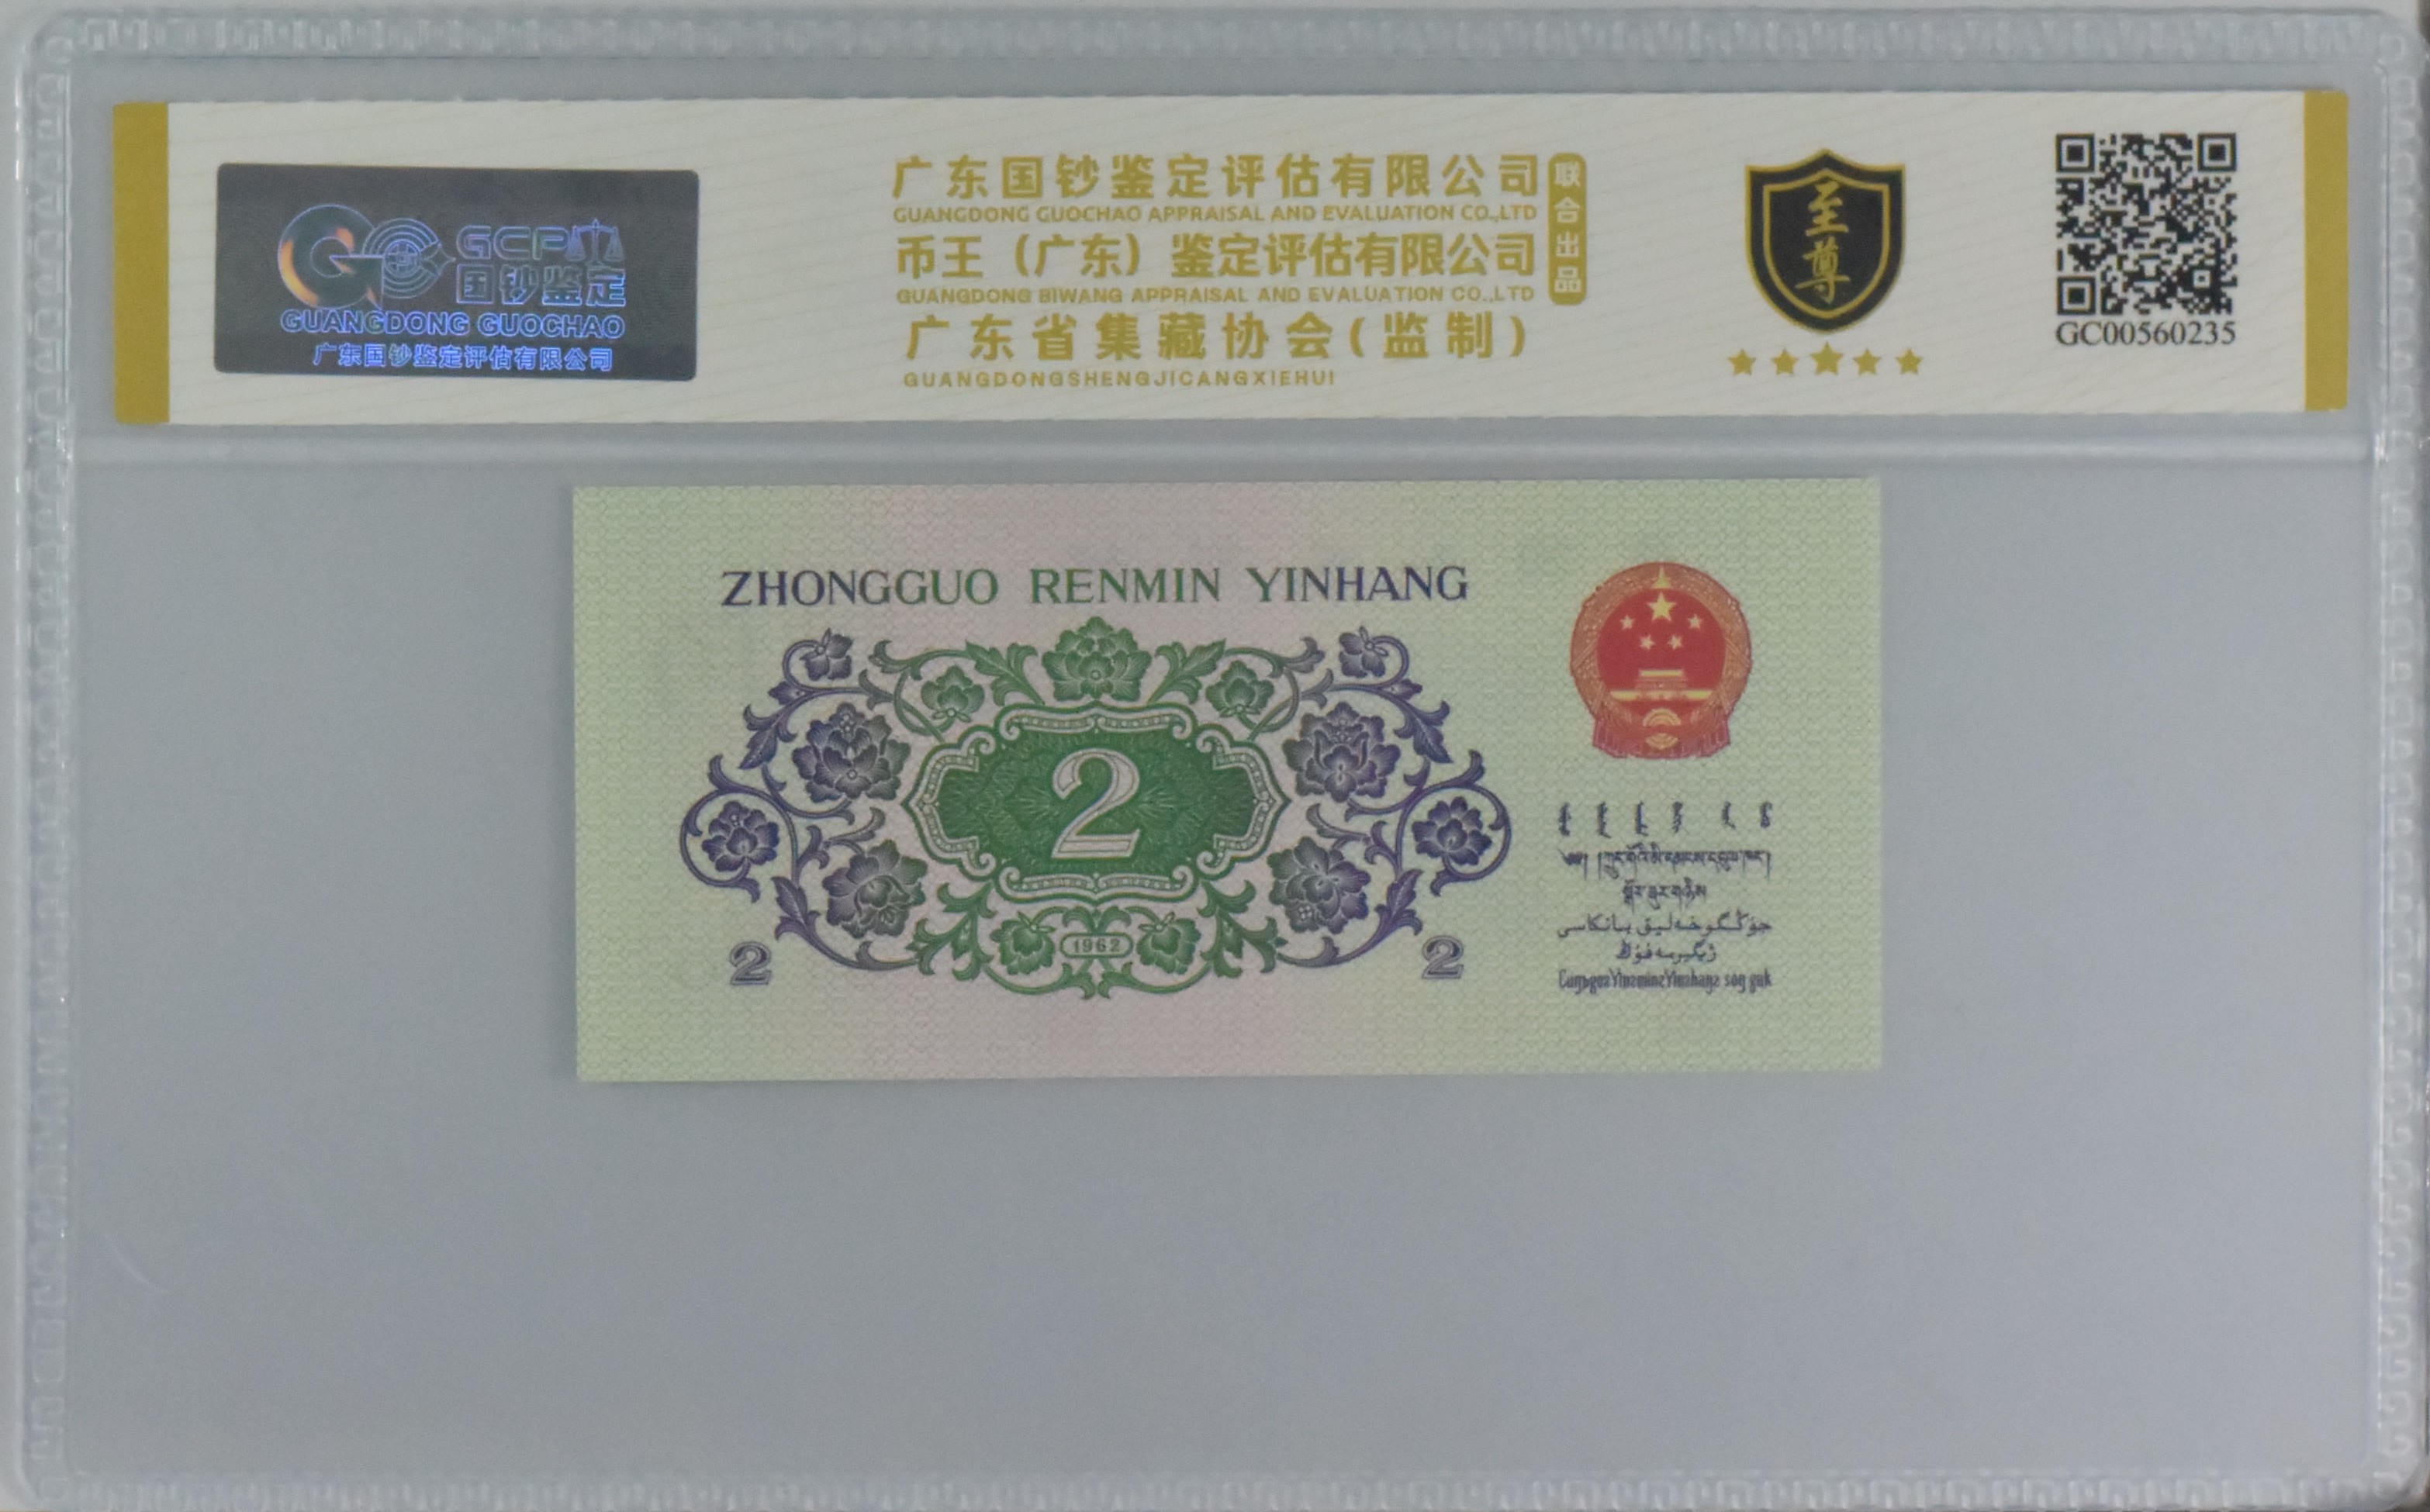 GCP
国钞鉴定
GUANGDONG GUOCHAO
广东国钞鉴定评估有限公司
广东国钞鉴定评估有限公司
GUANGDONG GUOCHAO APPRAISAL AND EVALUATION CO.,LTD
币王（广东）鉴定评估有限公司
GUANGDONG BIWANG APPRAISAL AND EVALUATION CO.,LTD
联合出品
广东省集藏协会(监制)
GUANGDONGSHENGJICANGXIEHUI
至尊
GC00560235
ZHONGGUO RENMIN YINHANG
2
1962
2
2
جۇڭگوخەلىق بانكاسى